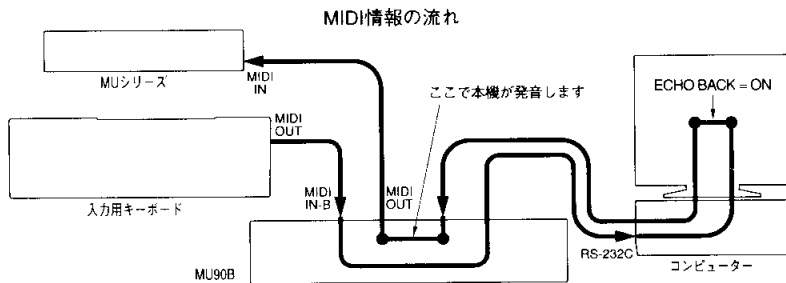 MIDI情報の流れ
MUシリーズ
MIDI
IN
ここで本機が発音します
ECHO BACK = ON
MIDI
OUT
入力用キーボード
MIDI
IN-B
MIDI
OUT
MU90B
RS-232C
コンピューター